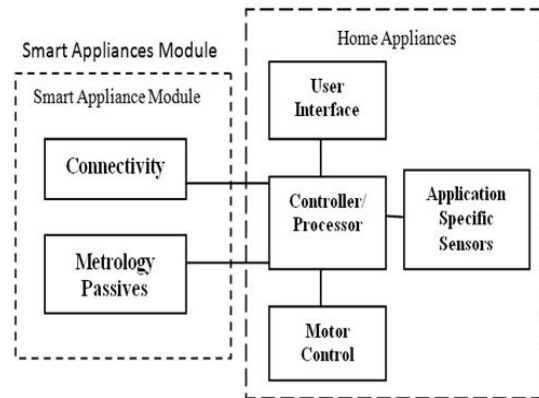 Smart Appliances Module
Smart Appliance Module
Connectivity
Metrology
Passives
Home Appliances
User
Interface
Controller/
Processor
Application
Specific
Sensors
Motor
Control